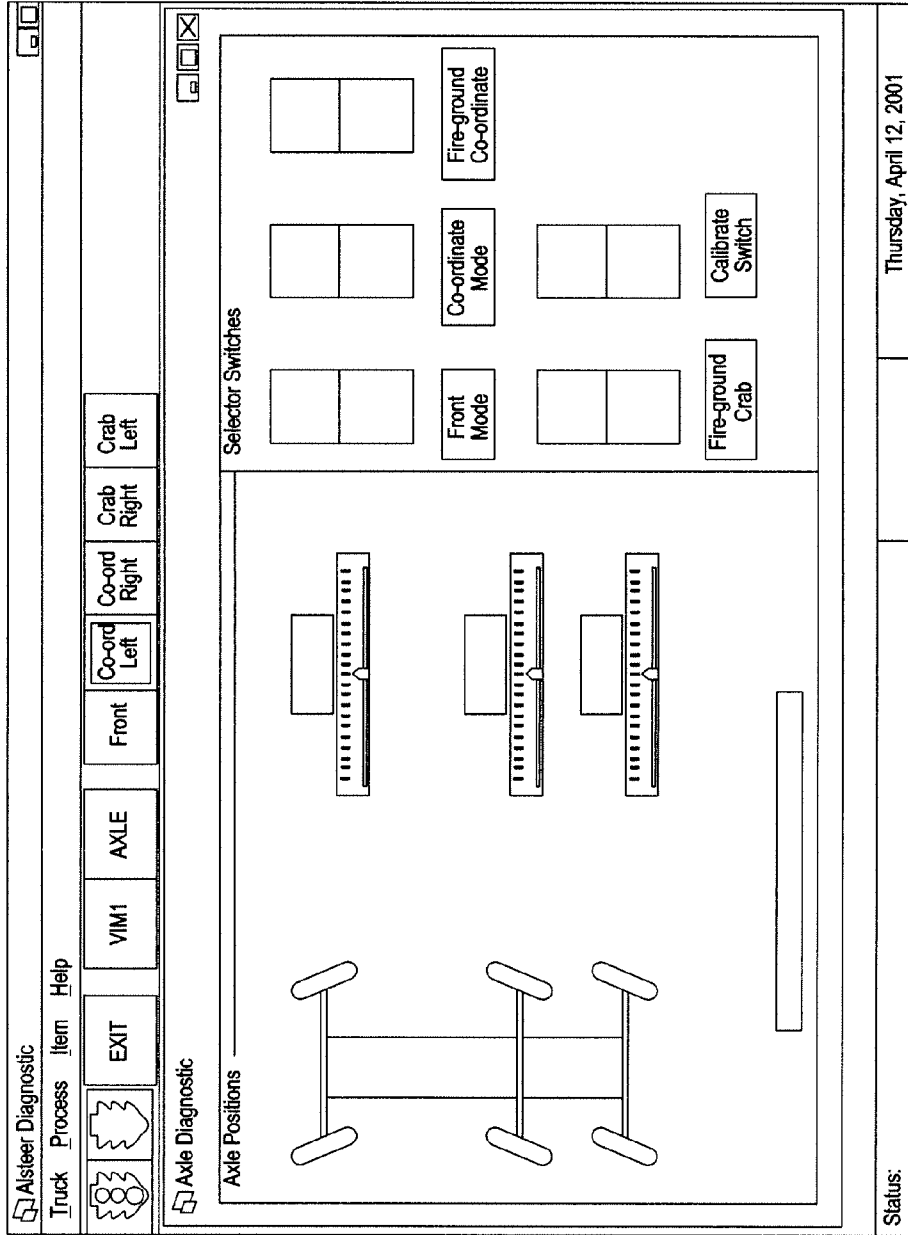 Alsteer Diagnostic
Truck Process Item Help
EXIT
VIM1
AXLE
Front
Co-ord
Left
Co-ord
Right
Crab
Right
Crab
Left
Axle Diagnostic
Axle Positions
Selector Switches
Front
Mode
Co-ordinate
Mode
Fire-ground
Co-ordinate
Fire-ground
Crab
Calibrate
Switch
Status:
Thursday, April 12, 2001